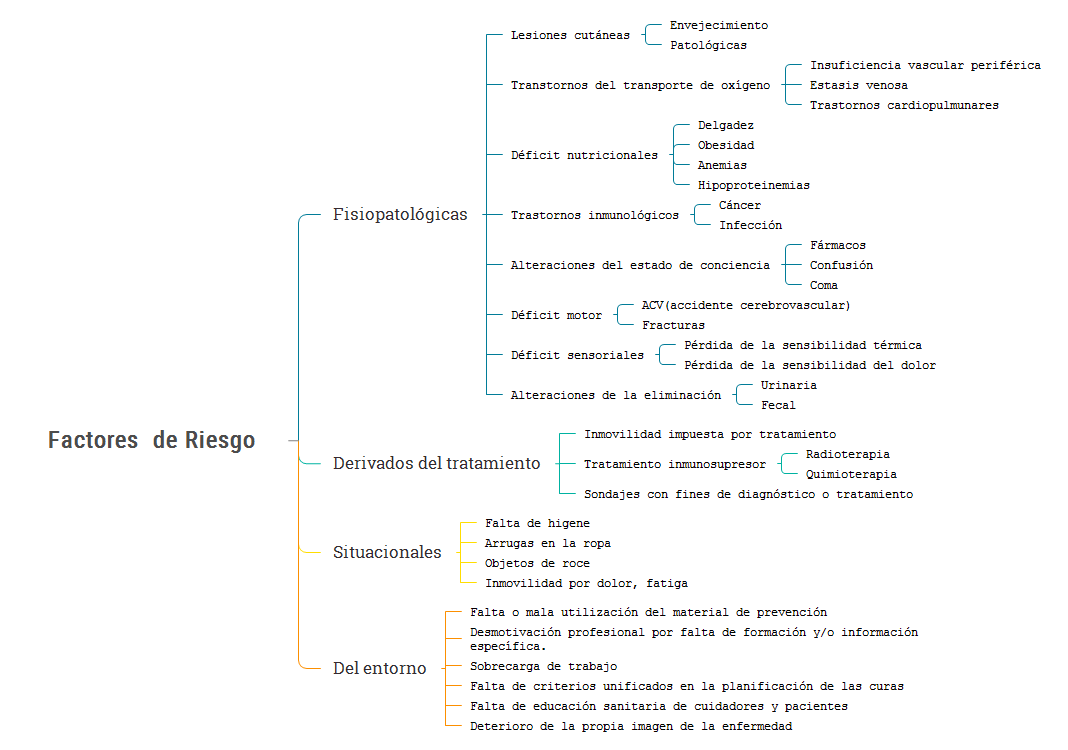 Factores de Riesgo
Fisiopatológicas
Lesiones cutáneas
Envejecimiento
Patológicas
Transtornos del transporte de oxígeno
Insuficiencia vascular periférica
Estasis venosa
Trastornos cardiopulmunares
Déficit nutricionales
Delgadez
Obesidad
Anemias
Hipoproteinemias
Trastornos inmunológicos
Cáncer
Infección
Alteraciones del estado de conciencia
Fármacos
Confusión
Coma
Déficit motor
ACV(accidente cerebrovascular)
Fracturas
Déficit sensoriales
Pérdida de la sensibilidad térmica
Pérdida de la sensibilidad del dolor
Alteraciones de la eliminación
Urinaria
Fecal
Derivados del tratamiento
Inmovilidad impuesta por tratamiento
Tratamiento inmunosupresor
Radioterapia
Quimioterapia
Sondajes con fines de diagnóstico o tratamiento
Situacionales
Falta de higene
Arrugas en la ropa
Objetos de roce
Inmovilidad por dolor, fatiga
Del entorno
Falta o mala utilización del material de prevención
Desmotivación profesional por falta de formación y/o información
específica.
Sobrecarga de trabajo
Falta de criterios unificados en la planificación de las curas
Falta de educación sanitaria de cuidadores y pacientes
Deterioro de la propia imagen de la enfermedad